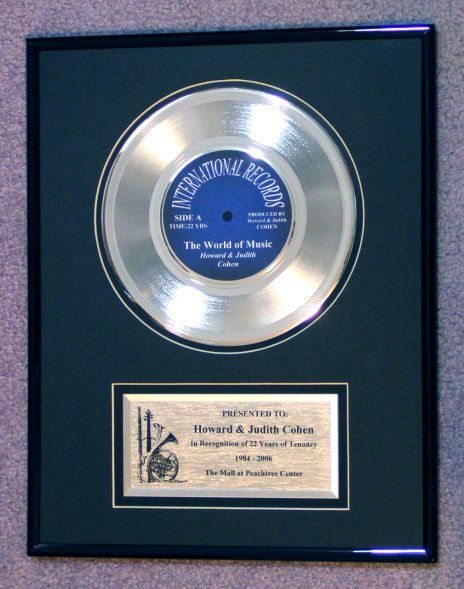 INTERNATIONAL RECORDS
SIDE A
TIME:22 YRS
PRODUCED BY
Howard & Judith
COHEN
The World of Music
Howard & Judith
Cohen
PRESENTED TO:
Howard & Judith Cohen
In Recognition of 22 Years of Tenancy
1984 - 2006
The Mall at Peachtree Center